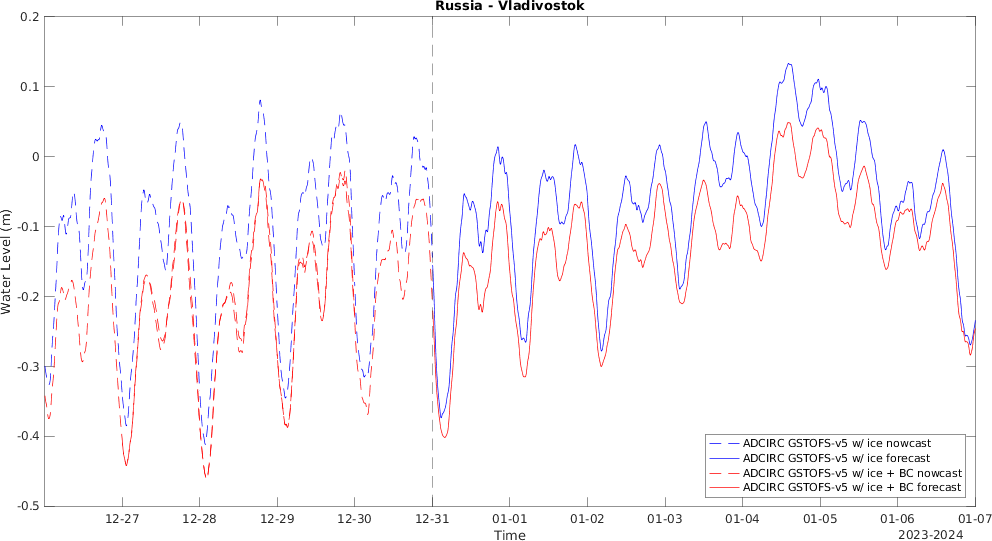 Russia - Vladivostok
0.2
0.1
0
-0.1
-0.2
-0.3
-0.4
-0.5
Water Level (m)
ADCIRC GSTOFS-v5 w/ ice nowcast
ADCIRC GSTOFS-v5 w/ ice forecast
ADCIRC GSTOFS-v5 w/ ice + BC nowcast
ADCIRC GSTOFS-v5 w/ ice + BC forecast
12-27 12-28 12-29 12-30 12-31 01-01 01-02 01-03 01-04 01-05 01-06 01-07
Time
2023-2024